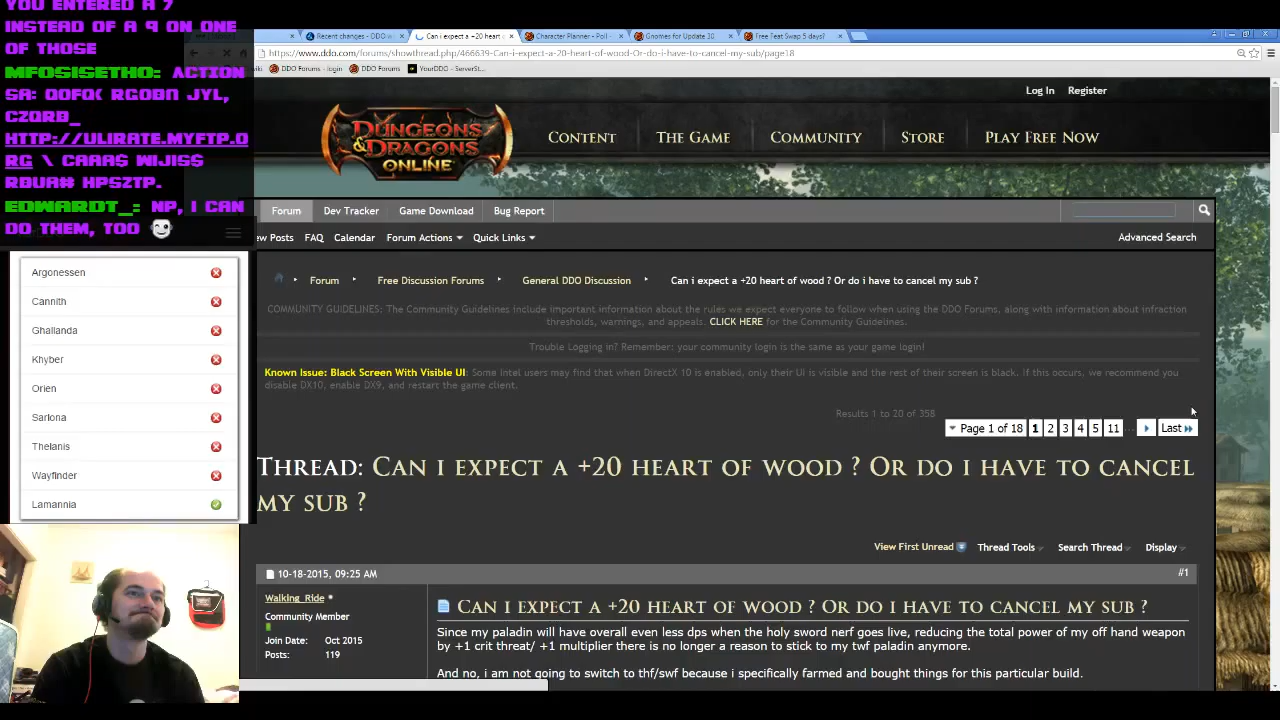 YOU ENTERED A 7
INSTEAD OF A 9 ON ONE
OF THOSE
MFOSISETHO: ACTION
SA: QOFQ( RGOBN JYL,
CZQRB_
HTTP://ULIRATE.MYFTP.O
RG \ CAAA$ WIJIS$
RBUA# HPSZTP.
EDWARDT_: NP, I CAN
DO THEM, TOO
Argonessen
Cannith
Ghallanda
Khyber
Orien
Sarlona
Thelanis
Wayfinder
Lamannia
Recent changes - DDO w
Can i expect a +20 heart o
Character Planner - Poll -
Gnomes for Update 30
Free Feat Swap 5 days?
https://www.ddo.com/forums/showthread.php/466639-Can-i-expect-a-20-heart-of-wood-Or-do-i-have-to-cancel-my-sub/page18
wiki DDO Forums - login DDO Forums YourDDO - ServerSt...
Log In Register
DUNGEONS & DRAGONS ONLINE
Content The Game Community Store Play Free Now
Forum Dev Tracker Game Download Bug Report
ew Posts FAQ Calendar Forum Actions Quick Links Advanced Search
Forum Free Discussion Forums General DDO Discussion Can i expect a +20 heart of wood ? Or do i have to cancel my sub ?
COMMUNITY GUIDELINES: The Community Guidelines include important information about the rules we expect everyone to follow when using the DDO Forums, along with information about infraction
thresholds, warnings, and appeals. CLICK HERE for the Community Guidelines.
Trouble Logging in? Remember: your community login is the same as your game login!
Known Issue: Black Screen With Visible UI: Some Intel users may find that when DirectX 10 is enabled, only their UI is visible and the rest of their screen is black. If this occurs, we recommend you
disable DX10, enable DX9, and restart the game client.
Results 1 to 20 of 358
Page 1 of 18 1 2 3 4 5 11 ... Last
Thread: Can i expect a +20 heart of wood ? Or do i have to cancel
my sub ?
View First Unread Thread Tools Search Thread Display
10-18-2015, 09:25 AM #1
Walking_Ride
Community Member
Join Date: Oct 2015
Posts: 119
Can i expect a +20 heart of wood ? Or do i have to cancel my sub ?
Since my paladin will have overall even less dps when the holy sword nerf goes live, reducing the total power of my off hand weapon
by +1 crit threat/ +1 multiplier there is no longer a reason to stick to my twf paladin anymore.
And no, i am not going to switch to thf/swf because i specifically farmed and bought things for this particular build.